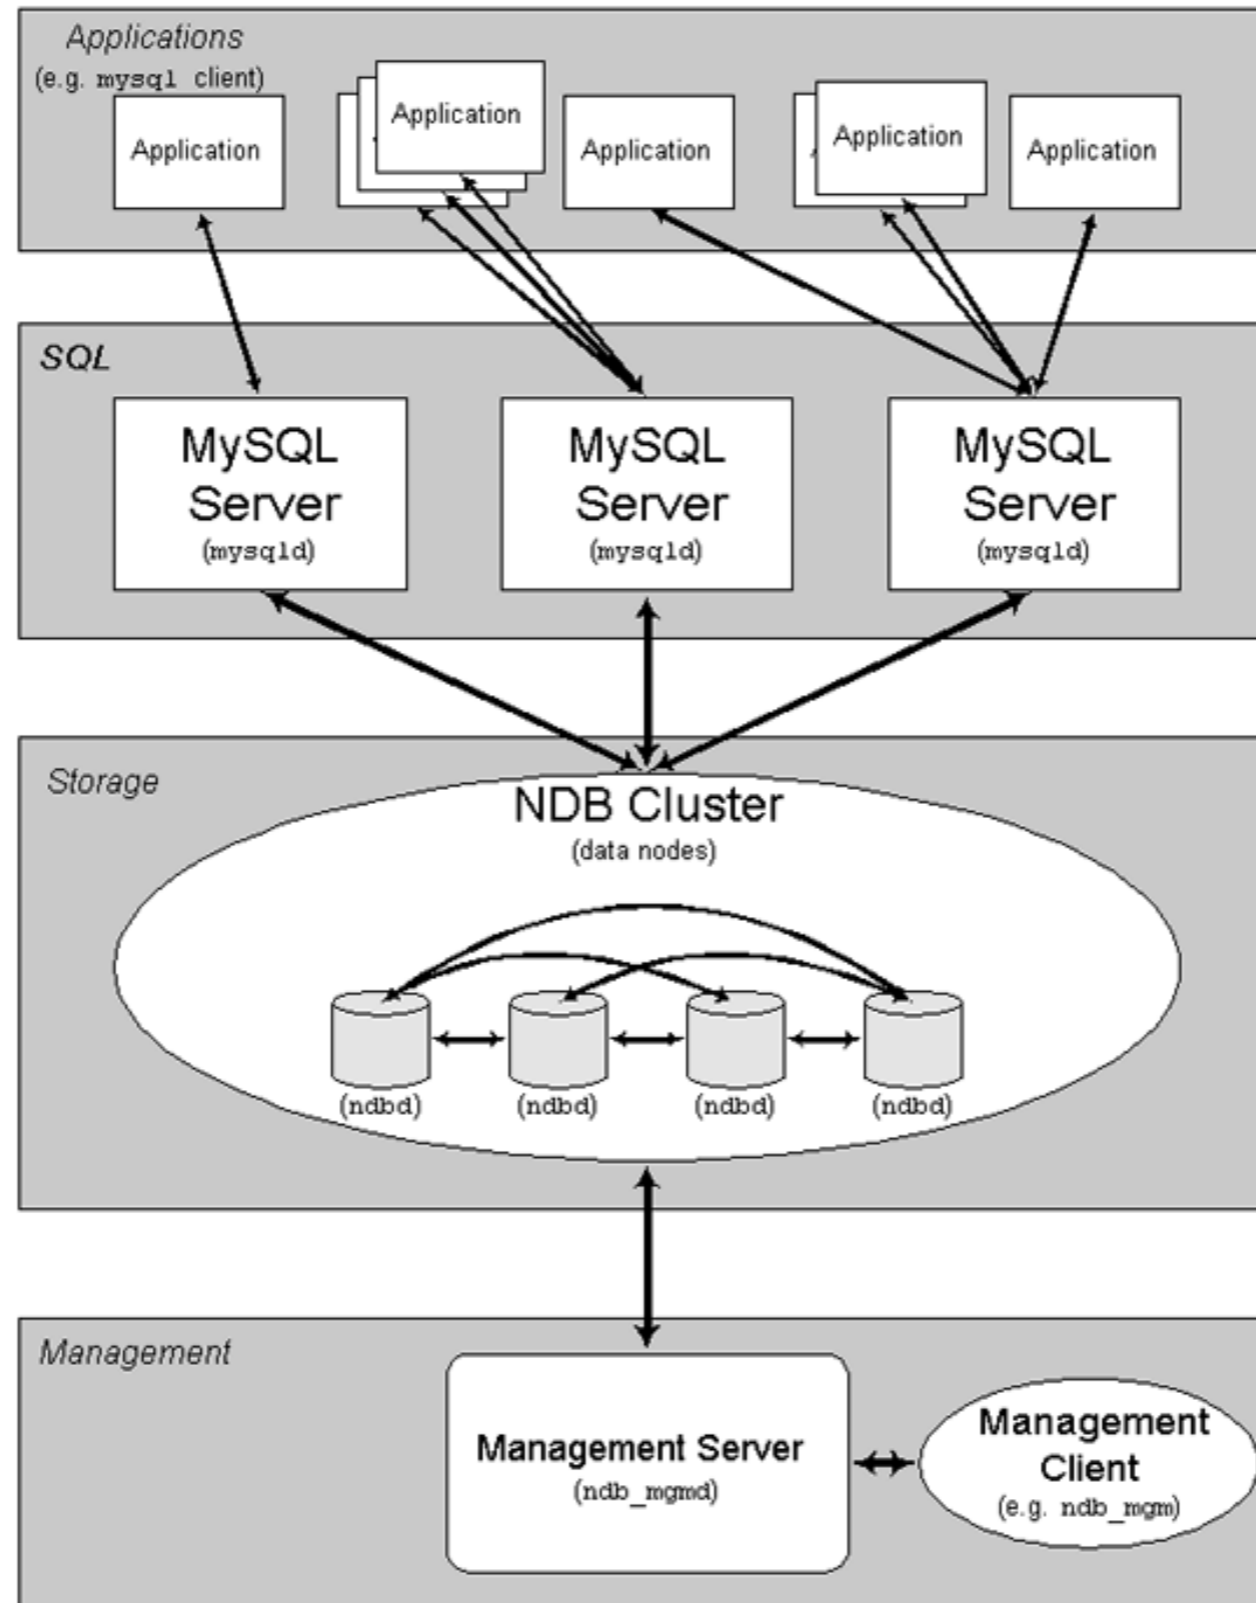 Applications
(e.g. mysql client)
Application
Application
Application
Application
Application
SQL
MySQL
Server
(mysqld)
MySQL
Server
(mysqld)
MySQL
Server
(mysqld)
Storage
NDB Cluster
(data nodes)
(ndbd)
(ndbd)
(ndbd)
(ndbd)
Management
Management Server
(ndb_mgmd)
Management
Client
(e.g. ndb_mgm)